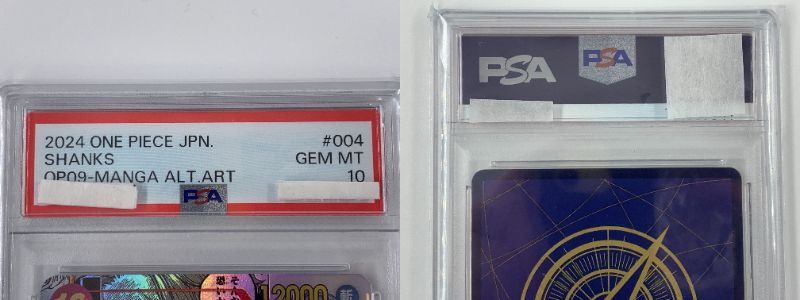 2024 ONE PIECE JPN. #004
SHANKS GEM MT
OP09-MANGA ALT.ART 10
PSA
12000
PSA
PSA